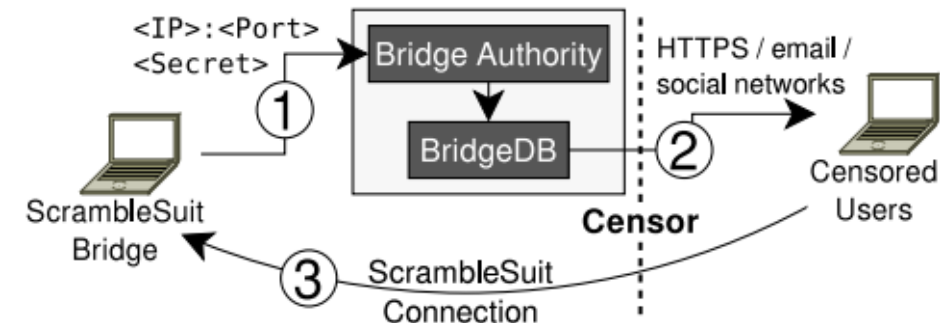 <IP>:<Port>
<Secret>
1
Bridge Authority
BridgeDB
HTTPS / email /
social networks
2
Censored
Users
ScrambleSuit
Bridge
Censor
3
ScrambleSuit
Connection